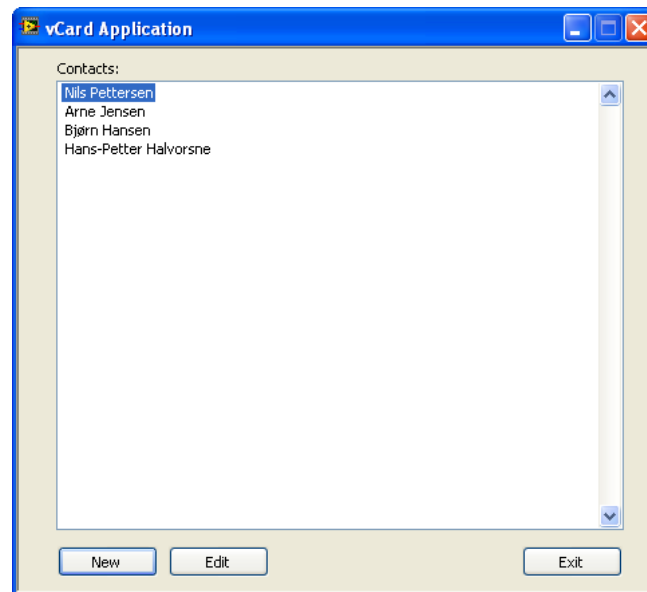 vCard Application
Contacts:
Nils Pettersen
Arne Jensen
Bjørn Hansen
Hans-Petter Halvorsne
New Edit Exit